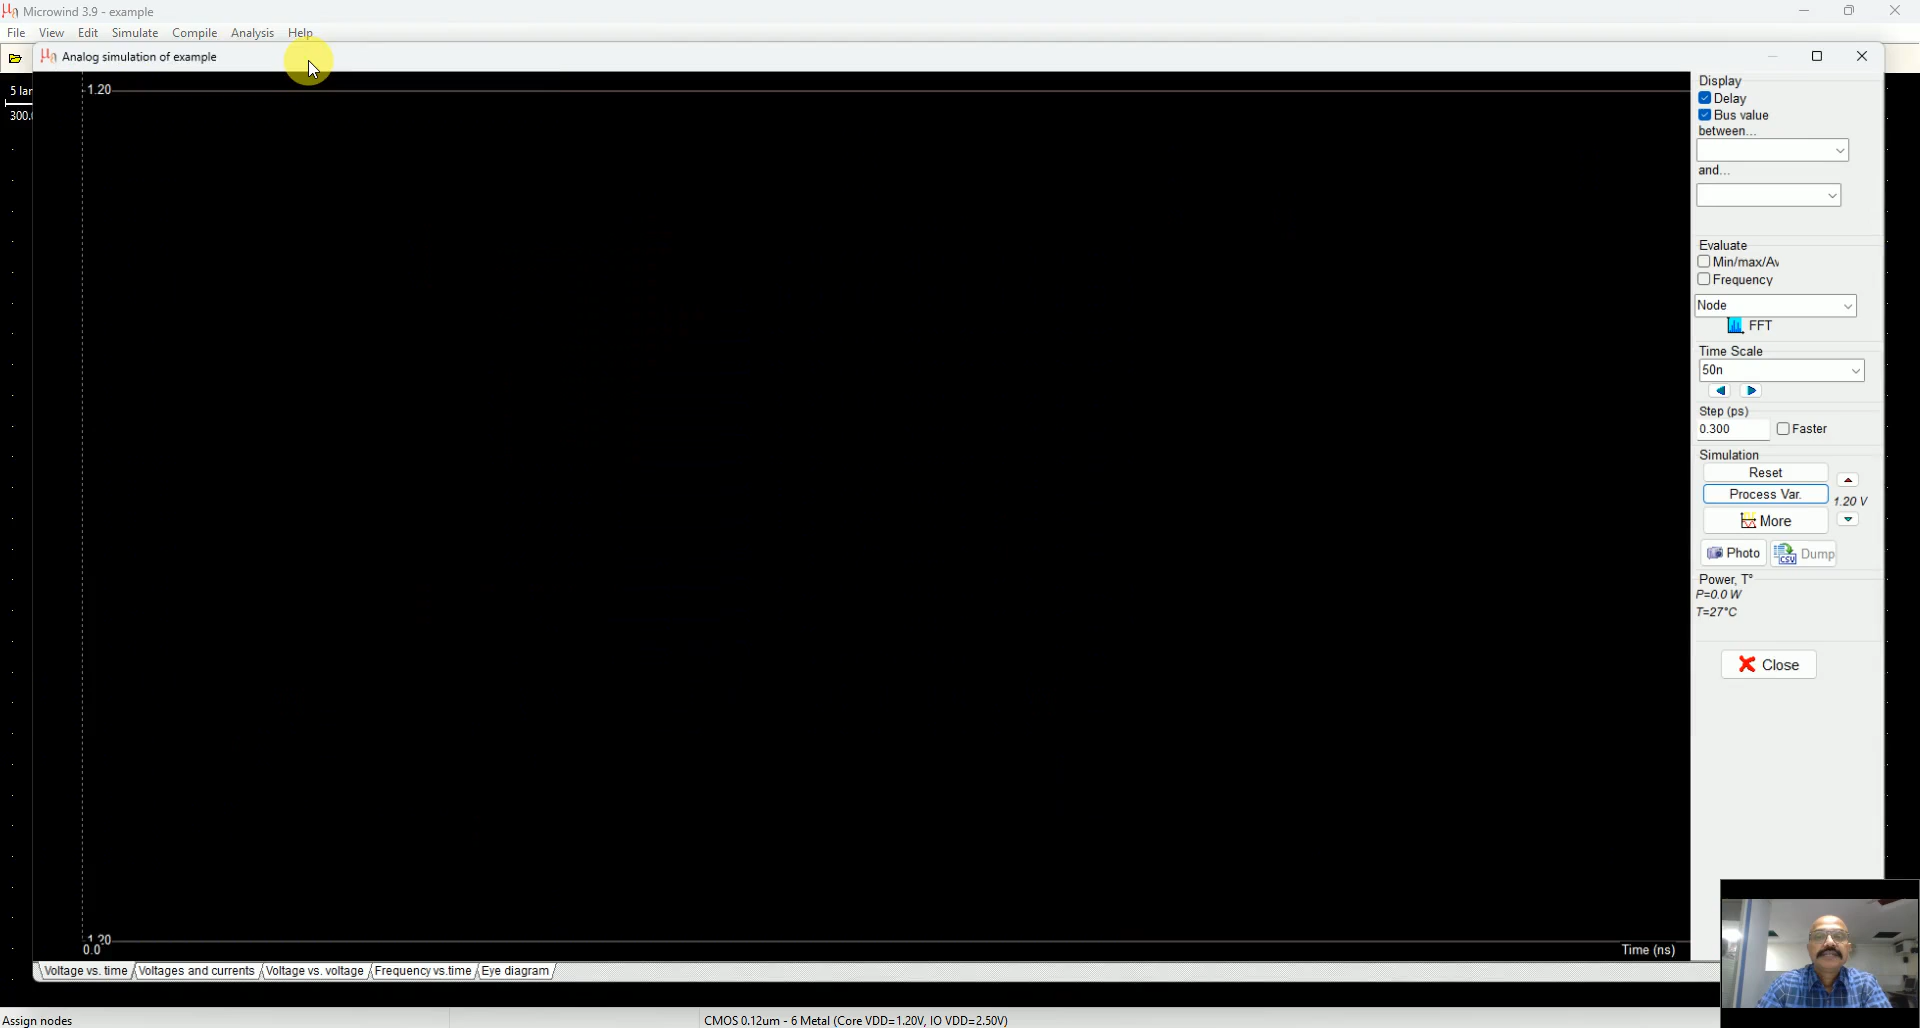 Microwind 3.9 - example
File View Edit Simulate Compile Analysis Help
Analog simulation of example
5 lar
300.
1.20
Display
Delay
Bus value
between...
and...
Evaluate
Min/max/Av
Frequency
Node
FFT
Time Scale
50n
Step (ps)
0.300 Faster
Simulation
Reset
Process Var.
1.20 V
More
Photo
CSV
Dump
Power, T°
P=0.0 W
T=27°C
Close
-1.20
0.0
Time (ns)
Voltage vs. time Voltages and currents Voltage vs. voltage Frequency vs.time Eye diagram
Assign nodes
CMOS 0.12um - 6 Metal (Core VDD=1.20V, IO VDD=2.50V)